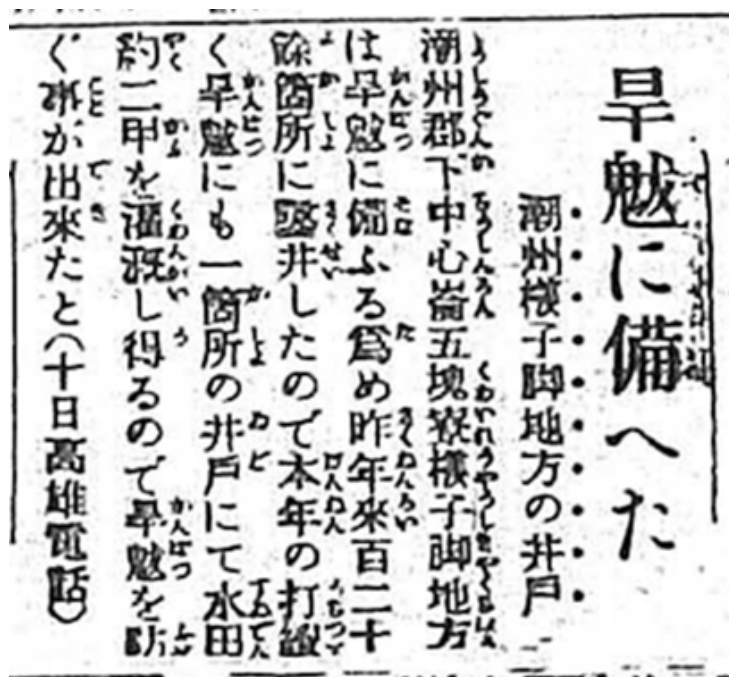 旱魃に備へた
潮州檨子脚地方の井戸
潮州郡下中心崙五塊寮檨子脚地方
は旱魃に備ふる爲め昨年來百二十
餘箇所に鑿井したので本年の打續
く旱魃にも一箇所の井戸にて水田
約二甲を灌漑し得るので旱魃を防
ぐ事が出來たと(十日高雄電話)